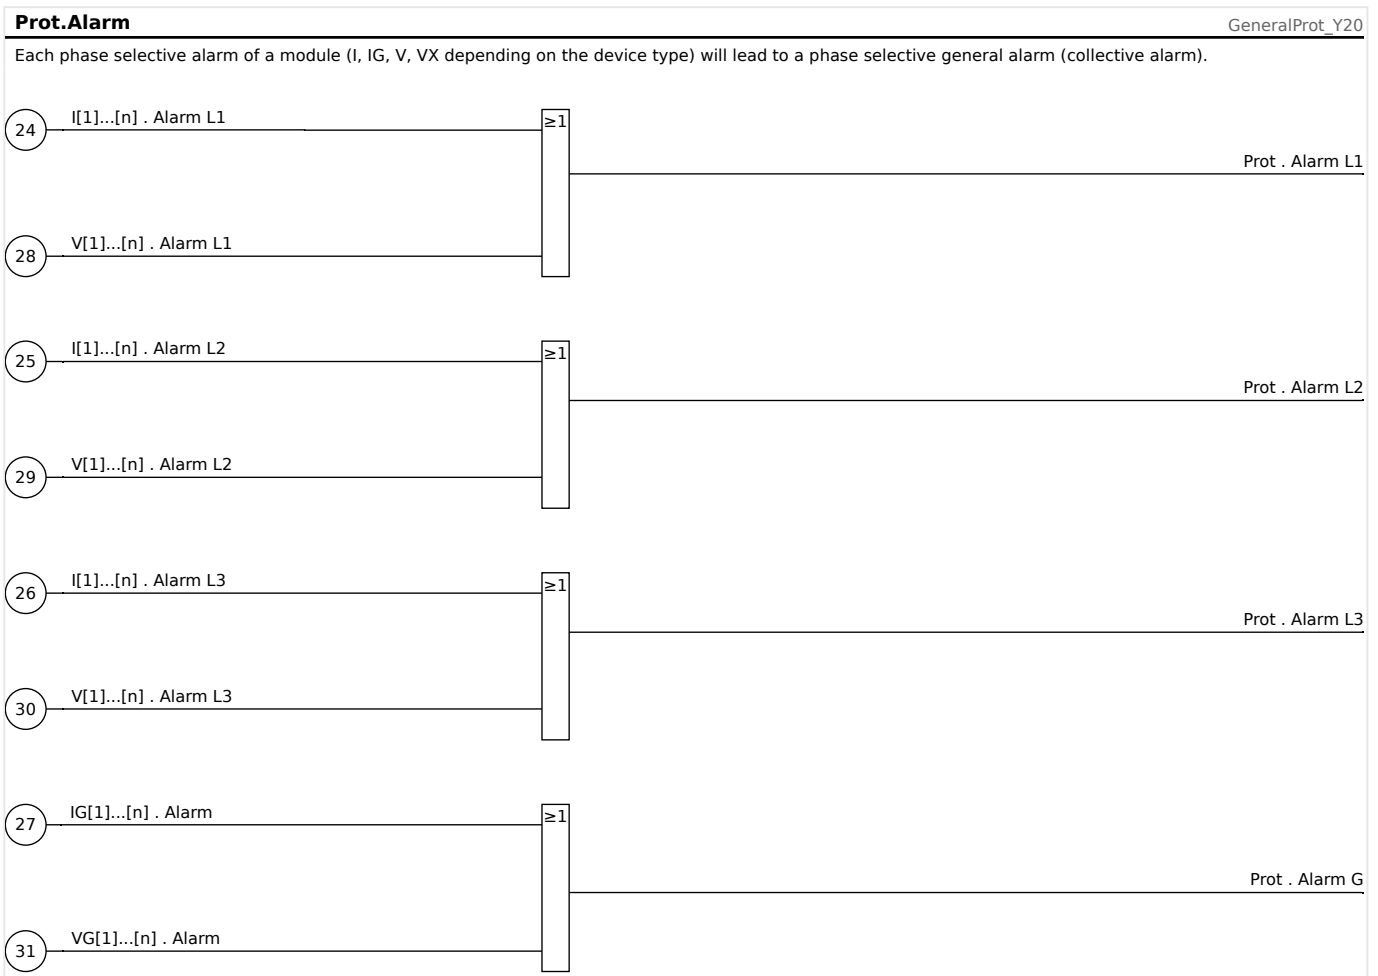 Prot.Alarm
GeneralProt_Y20
Each phase selective alarm of a module (I, IG, V, VX depending on the device type) will lead to a phase selective general alarm (collective alarm).
24
I[1]...[n] . Alarm L1
≥1
Prot . Alarm L1
28
V[1]...[n] . Alarm L1
25
I[1]...[n] . Alarm L2
≥1
Prot . Alarm L2
29
V[1]...[n] . Alarm L2
26
I[1]...[n] . Alarm L3
≥1
Prot . Alarm L3
30
V[1]...[n] . Alarm L3
27
IG[1]...[n] . Alarm
≥1
Prot . Alarm G
31
VG[1]...[n] . Alarm